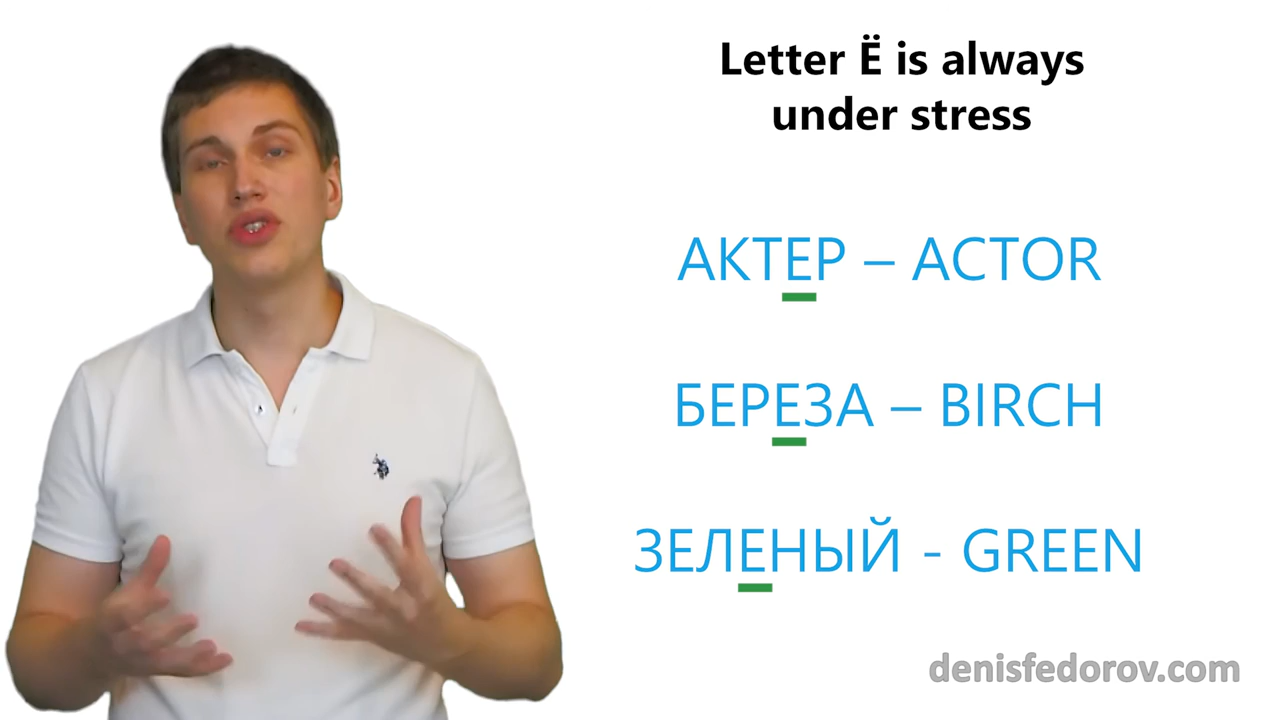 Letter Ë is always
under stress
АКТЕР – ACTOR
БЕРЕЗА – BIRCH
ЗЕЛЕНЫЙ - GREEN
denisfedorov.com